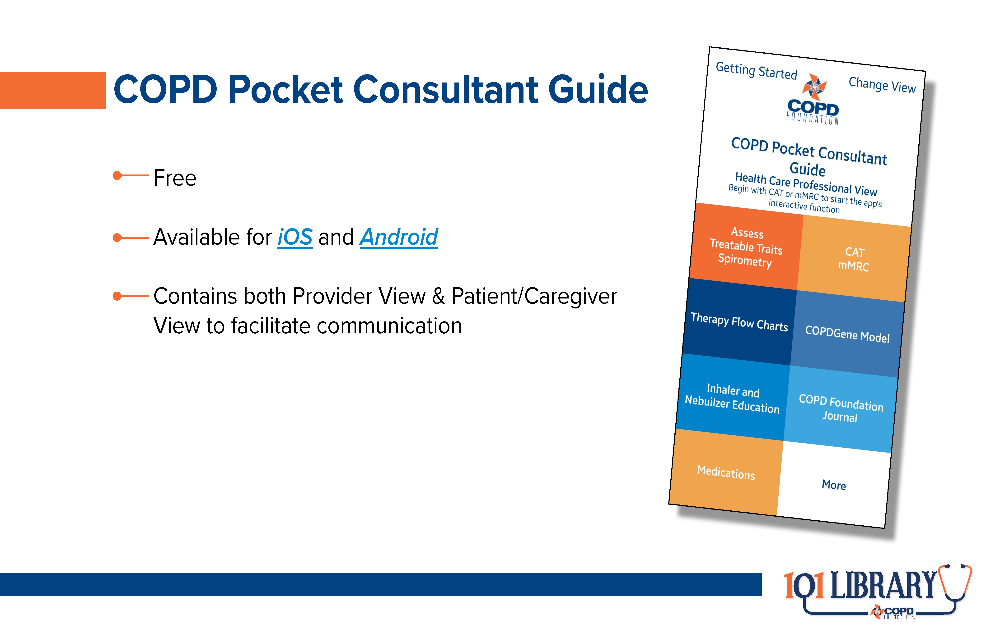 COPD Pocket Consultant Guide
Free
Available for iOS and Android
Contains both Provider View & Patient/Caregiver
View to facilitate communication
Getting Started
Change View
COPD
FOUNDATION
COPD Pocket Consultant
Guide
Health Care Professional View
Begin with CAT or mMRC to start the app's
interactive function
Assess
Treatable Traits
Spirometry
CAT
mMRC
Therapy Flow Charts
COPDGene Model
Inhaler and
Nebuilzer Education
COPD Foundation
Journal
Medications
More
101 LIBRARY
COPD
FOUNDATION